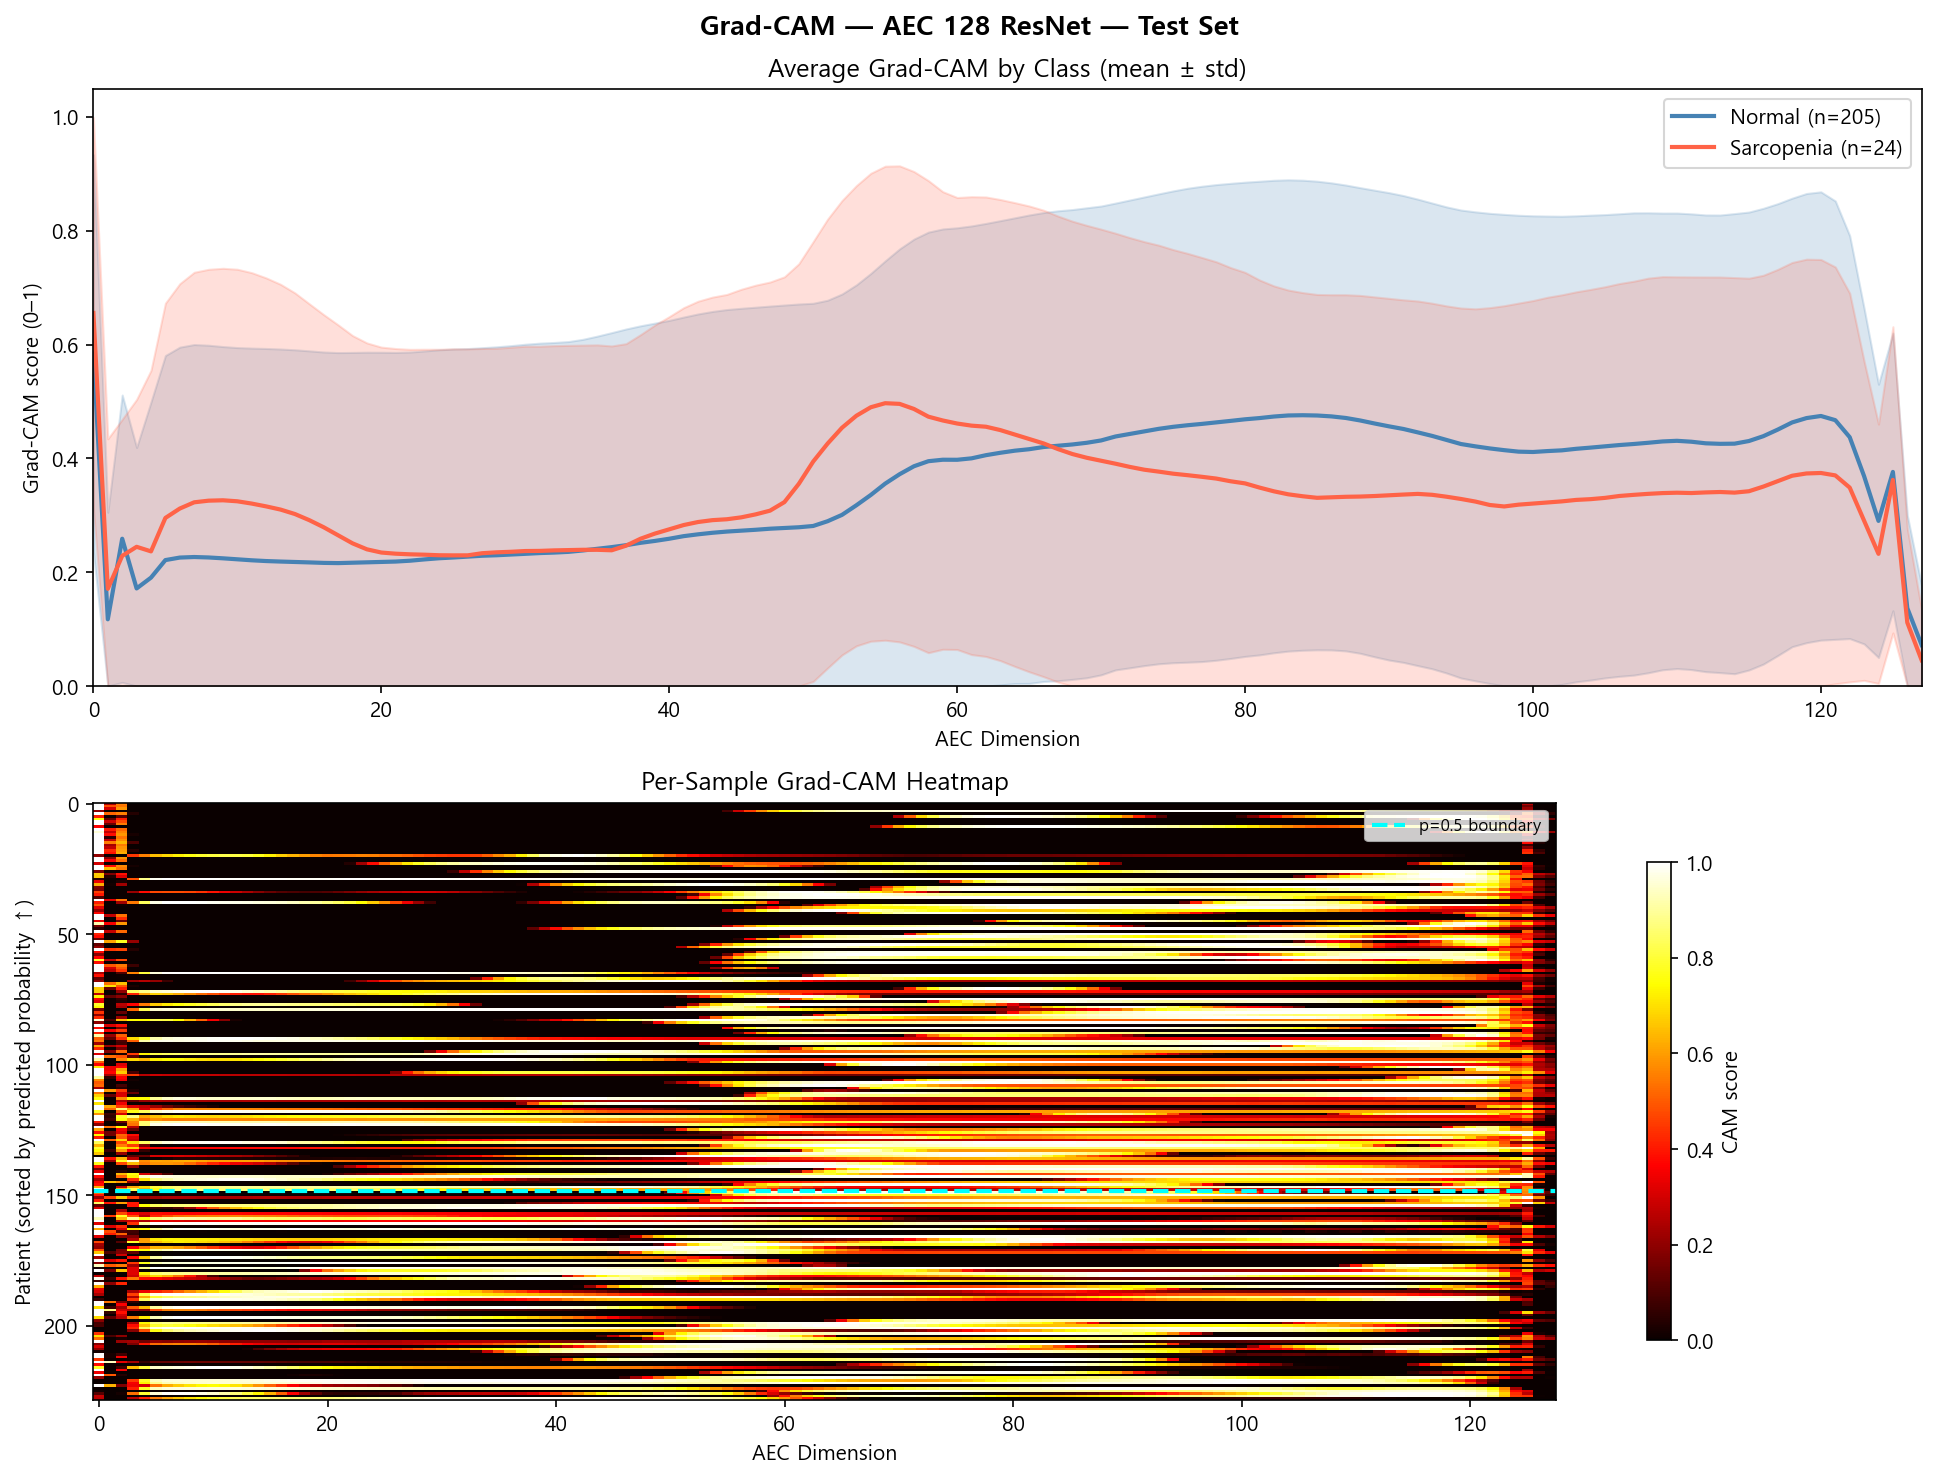 Grad-CAM — AEC 128 ResNet — Test Set
Average Grad-CAM by Class (mean ± std)
Grad-CAM score (0–1)
1.0
0.8
0.6
0.4
0.2
0.0
Normal (n=205)
Sarcopenia (n=24)
0 20 40 60 80 100 120
AEC Dimension
Per-Sample Grad-CAM Heatmap
Patient (sorted by predicted probability ↑)
0
50
100
150
200
p=0.5 boundary
0 20 40 60 80 100 120
AEC Dimension
1.0
0.8
0.6
0.4
0.2
0.0
CAM score